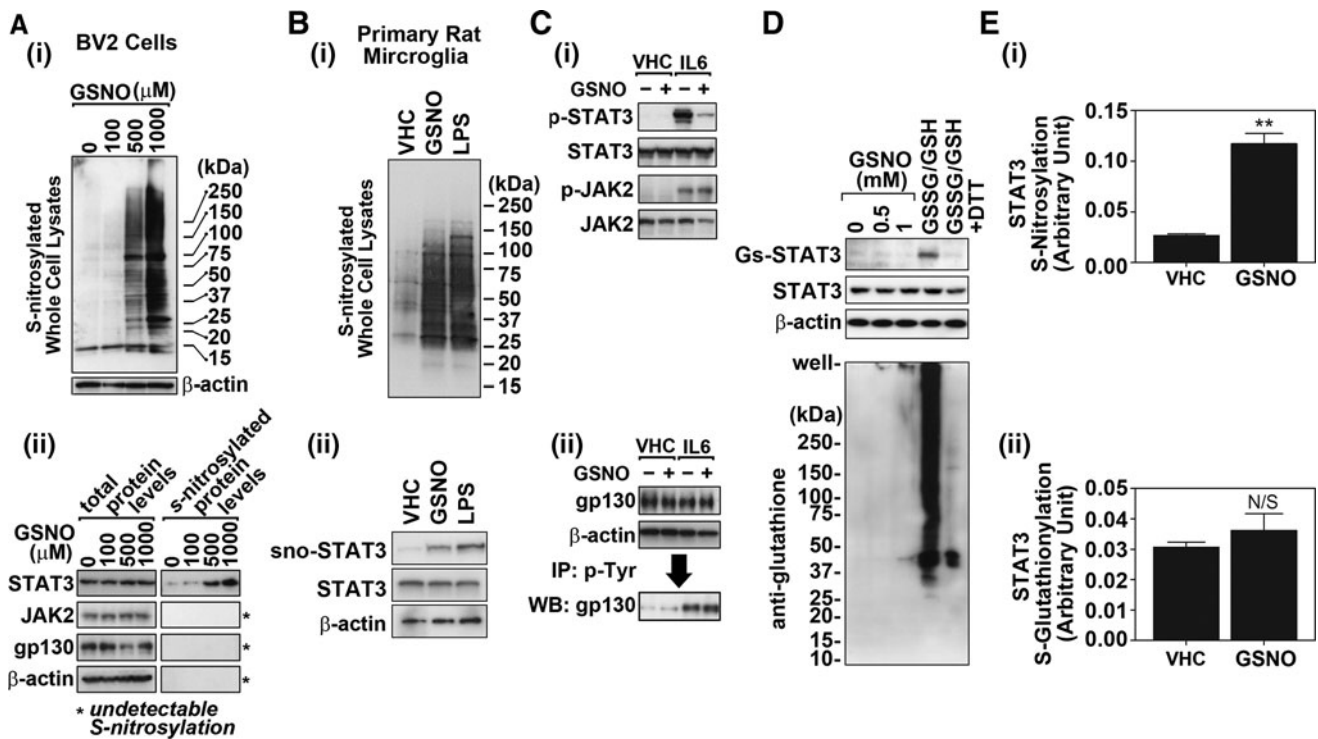 A
BV2 Cells
(i)
GSNO (μM)
0 100 500 1000
(kDa)
250
150
100
75
50
37
25
20
15
S-nitrosylated
Whole Cell Lysates
β-actin
(ii)
total protein levels
s-nitrosylated protein levels
GSNO
(μM)
0 100 500 1000 0 100 500 1000
STAT3
JAK2 *
gp130 *
β-actin *
* undetectable
S-nitrosylation
B
Primary Rat
Mircroglia
(i)
VHC GSNO LPS
(kDa)
250
150
100
75
50
37
25
20
15
S-nitrosylated
Whole Cell Lysates
(ii)
VHC GSNO LPS
sno-STAT3
STAT3
β-actin
C
(i)
VHC IL6
GSNO
– + – +
p-STAT3
STAT3
p-JAK2
JAK2
(ii)
VHC IL6
GSNO
– + – +
gp130
β-actin
IP: p-Tyr
WB: gp130
D
GSNO
(mM)
0 0.5 1
GSSG/GSH
GSSG/GSH
+DTT
Gs-STAT3
STAT3
β-actin
well-
(kDa)
250-
150-
100-
75-
50-
37-
25-
20-
15-
10-
anti-glutathione
E
(i)
STAT3
S-Nitrosylation
(Arbitrary Unit)
0.15
0.10
0.05
0.00
**
VHC GSNO
(ii)
STAT3
S-Glutathionylation
(Arbitrary Unit)
0.05
0.04
0.03
0.02
0.01
0.00
N/S
VHC GSNO